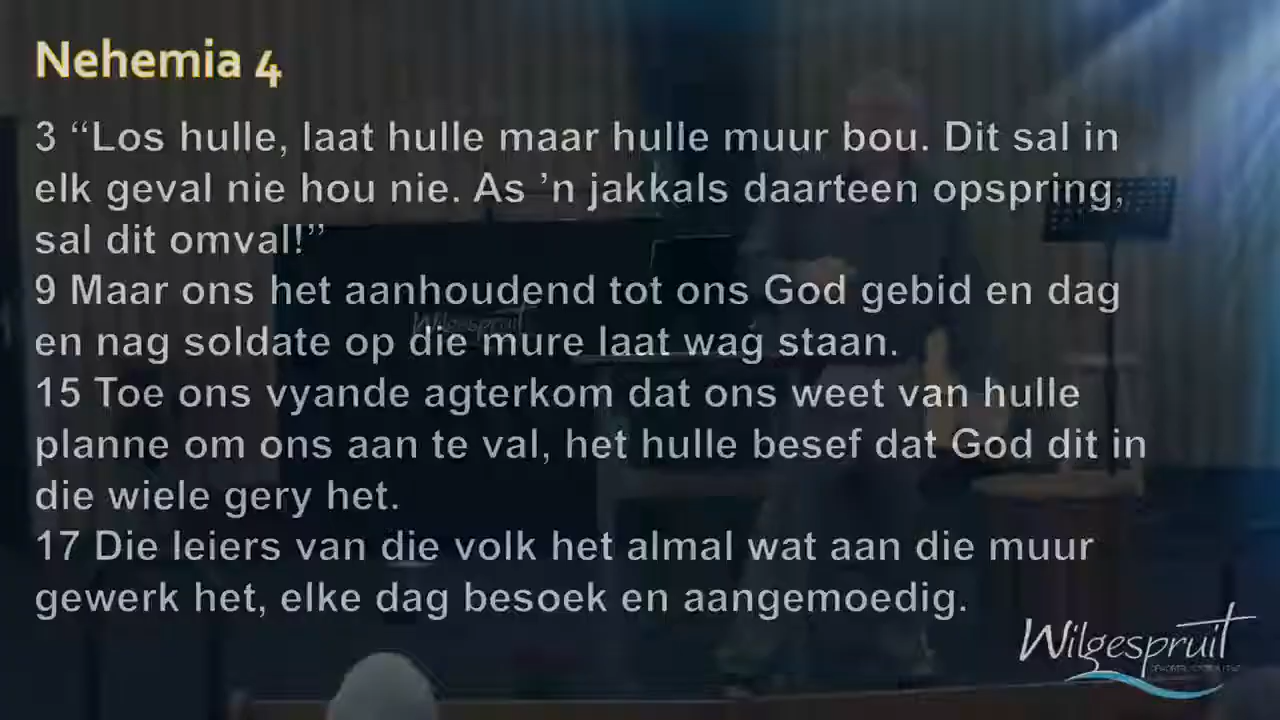 Nehemia 4
3 “Los hulle, laat hulle maar hulle muur bou. Dit sal in
elk geval nie hou nie. As ’n jakkals daarteen opspring,
sal dit omval!”
9 Maar ons het aanhoudend tot ons God gebid en dag
en nag soldate op die mure laat wag staan.
15 Toe ons vyande agterkom dat ons weet van hulle
planne om ons aan te val, het hulle besef dat God dit in
die wiele gery het.
17 Die leiers van die volk het almal wat aan die muur
gewerk het, elke dag besoek en aangemoedig.
Wilgespruit
Wilgespruit